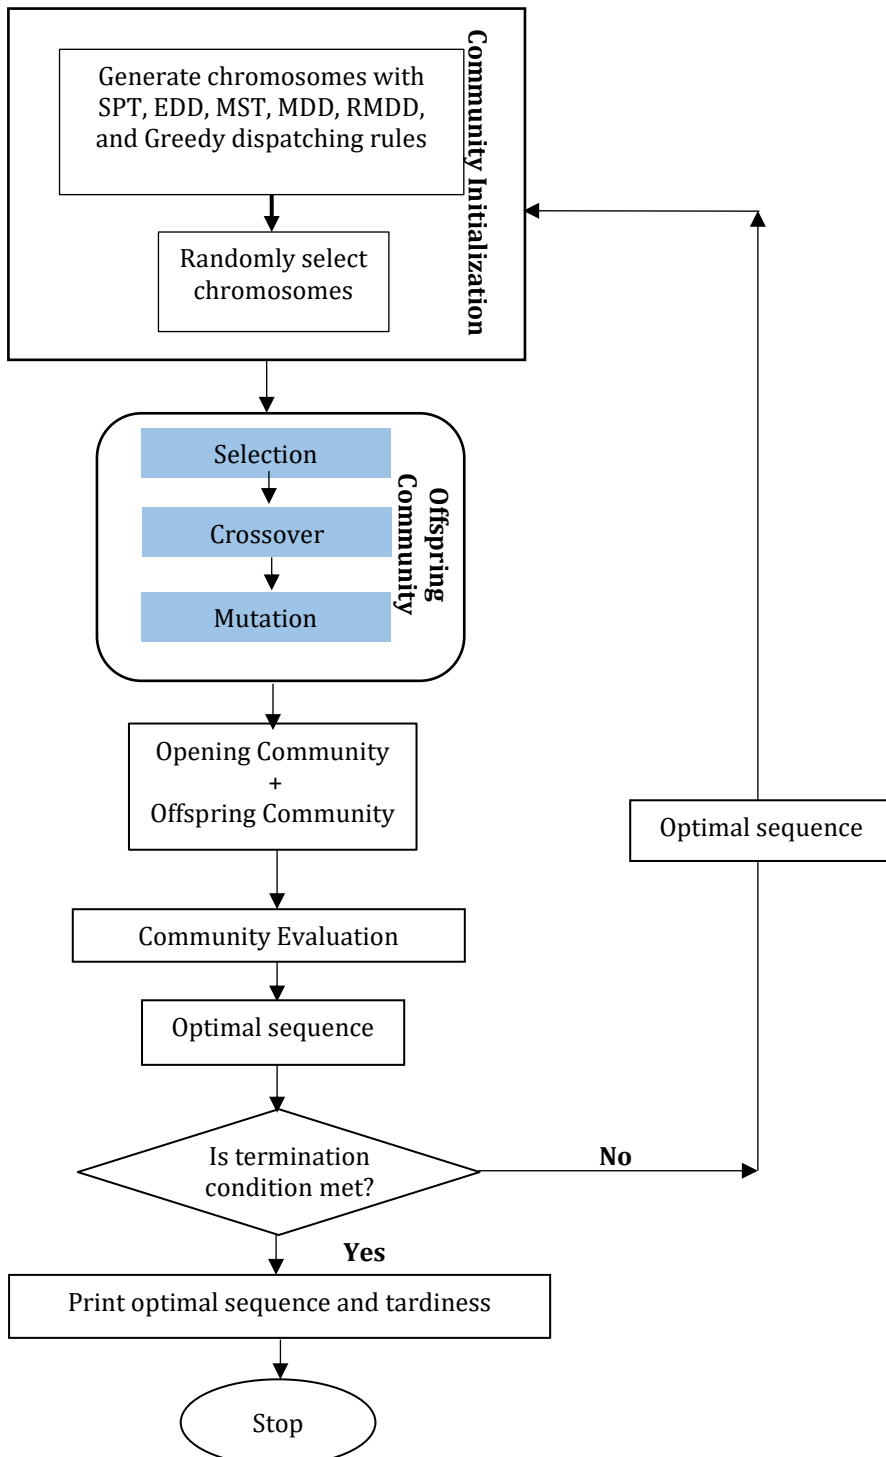 Generate chromosomes with
SPT, EDD, MST, MDD, RMDD,
and Greedy dispatching rules
Community Initialization
Randomly select
chromosomes
Selection
Crossover
Mutation
Offspring
Community
Opening Community
+
Offspring Community
Optimal sequence
Community Evaluation
Optimal sequence
Is termination
condition met?
No
Yes
Print optimal sequence and tardiness
Stop